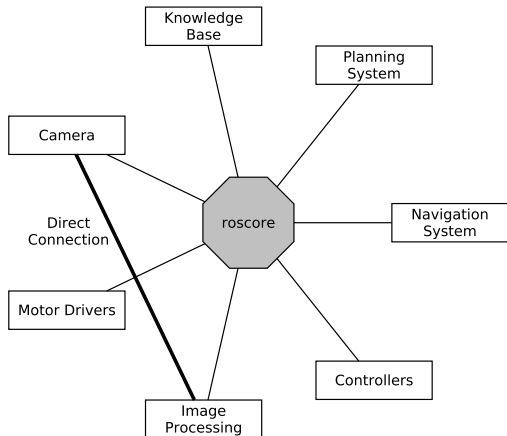 Knowledge
Base
Planning
System
Camera
roscore
Navigation
System
Direct
Connection
Motor Drivers
Controllers
Image
Processing